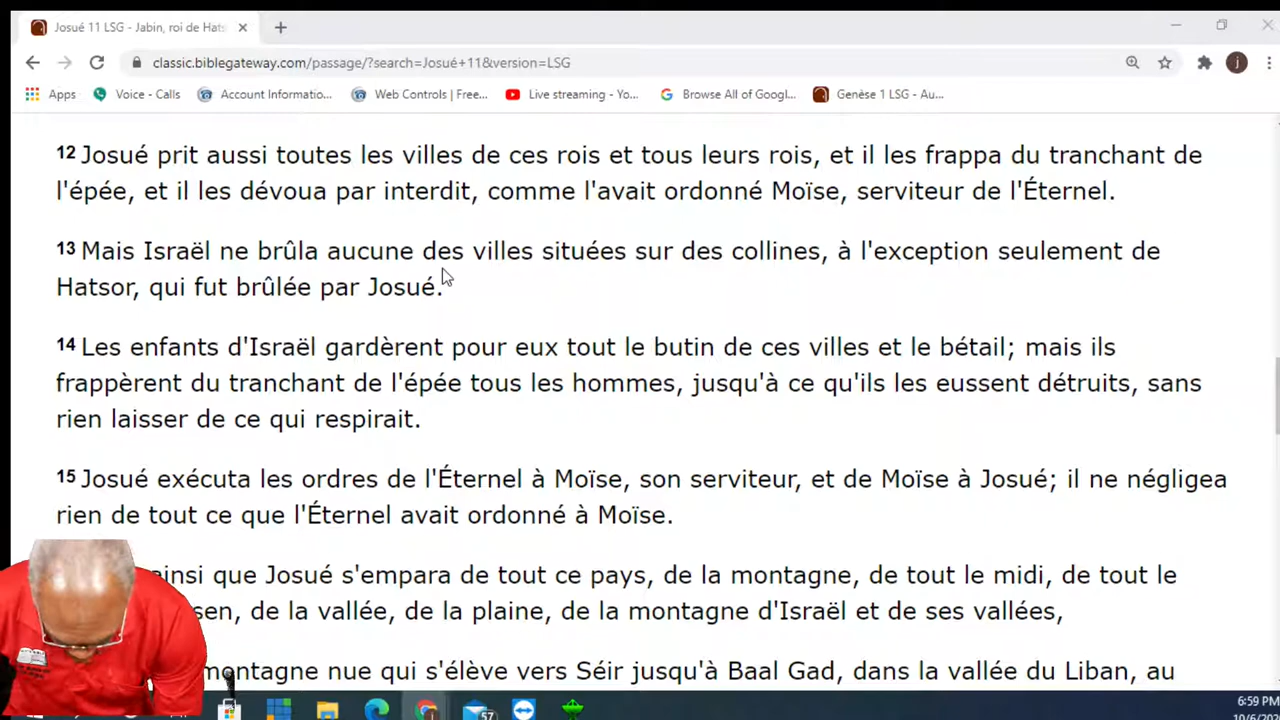 Josué 11 LSG - Jabin, roi de Hats
classic.biblegateway.com/passage/?search=Josué+11&version=LSG
Apps Voice - Calls Account Informatio... Web Controls | Free... Live streaming - Yo... Browse All of Googl... Genèse 1 LSG - Au...
12 Josué prit aussi toutes les villes de ces rois et tous leurs rois, et il les frappa du tranchant de
l'épée, et il les dévoua par interdit, comme l'avait ordonné Moïse, serviteur de l'Éternel.
13 Mais Israël ne brûla aucune des villes situées sur des collines, à l'exception seulement de
Hatsor, qui fut brûlée par Josué.
14 Les enfants d'Israël gardèrent pour eux tout le butin de ces villes et le bétail; mais ils
frappèrent du tranchant de l'épée tous les hommes, jusqu'à ce qu'ils les eussent détruits, sans
rien laisser de ce qui respirait.
15 Josué exécuta les ordres de l'Éternel à Moïse, son serviteur, et de Moïse à Josué; il ne négligea
rien de tout ce que l'Éternel avait ordonné à Moïse.
ainsi que Josué s'empara de tout ce pays, de la montagne, de tout le midi, de tout le
sen, de la vallée, de la plaine, de la montagne d'Israël et de ses vallées,
montagne nue qui s'élève vers Séir jusqu'à Baal Gad, dans la vallée du Liban, au
57
6:59 PM